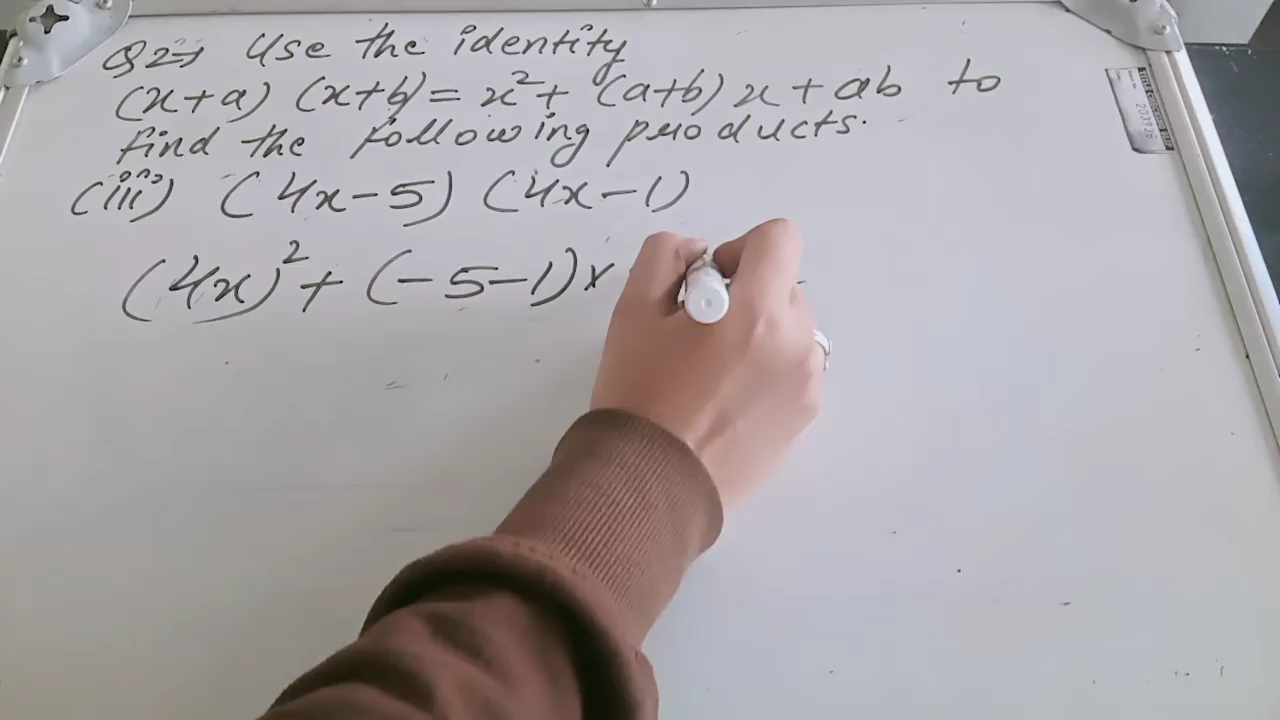 Q2→ Use the identity
(x+a) (x+b) = x²+ (a+b) x + ab to
find the following products.
(iii) (4x-5) (4x-1)
(4x)² + (-5-1)×